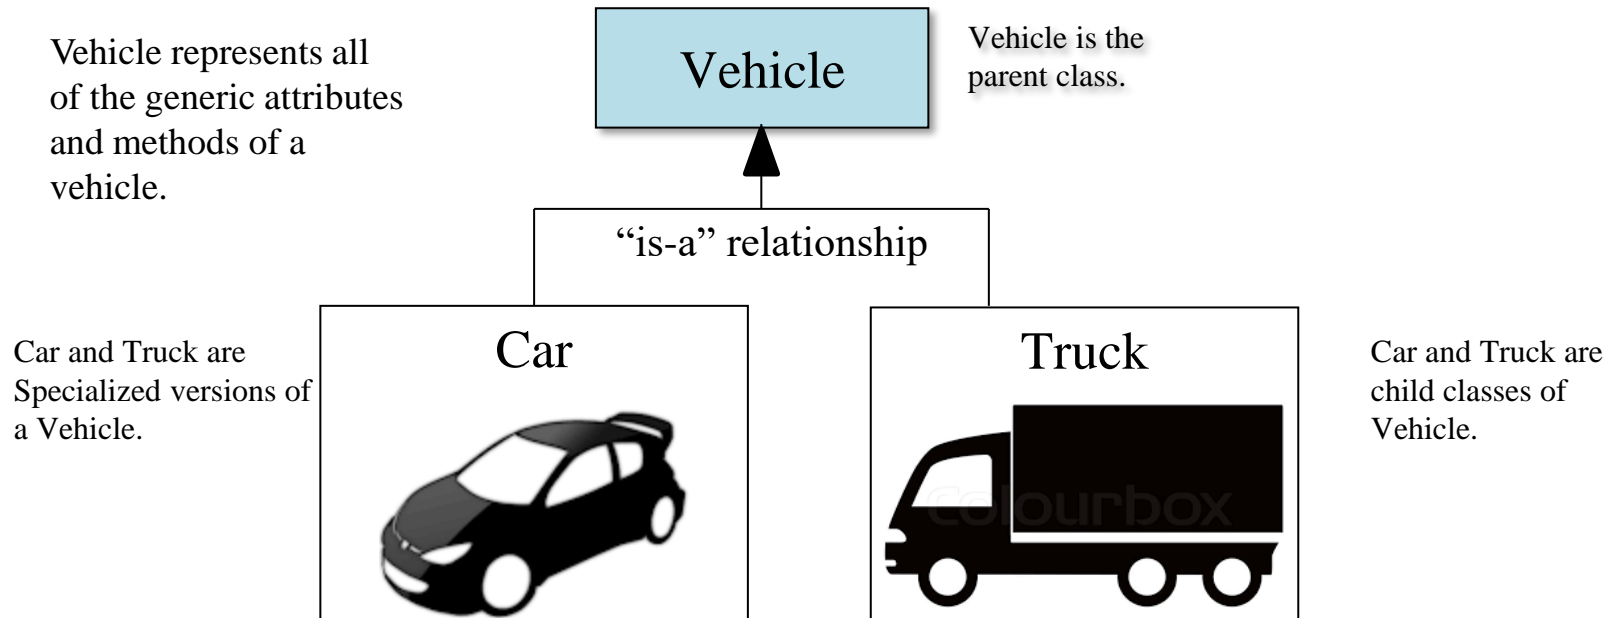 Vehicle represents all
of the generic attributes
and methods of a
vehicle.
Vehicle
Vehicle is the
parent class.
“is-a” relationship
Car and Truck are
Specialized versions of
a Vehicle.
Car
Truck
colourbox
Car and Truck are
child classes of
Vehicle.